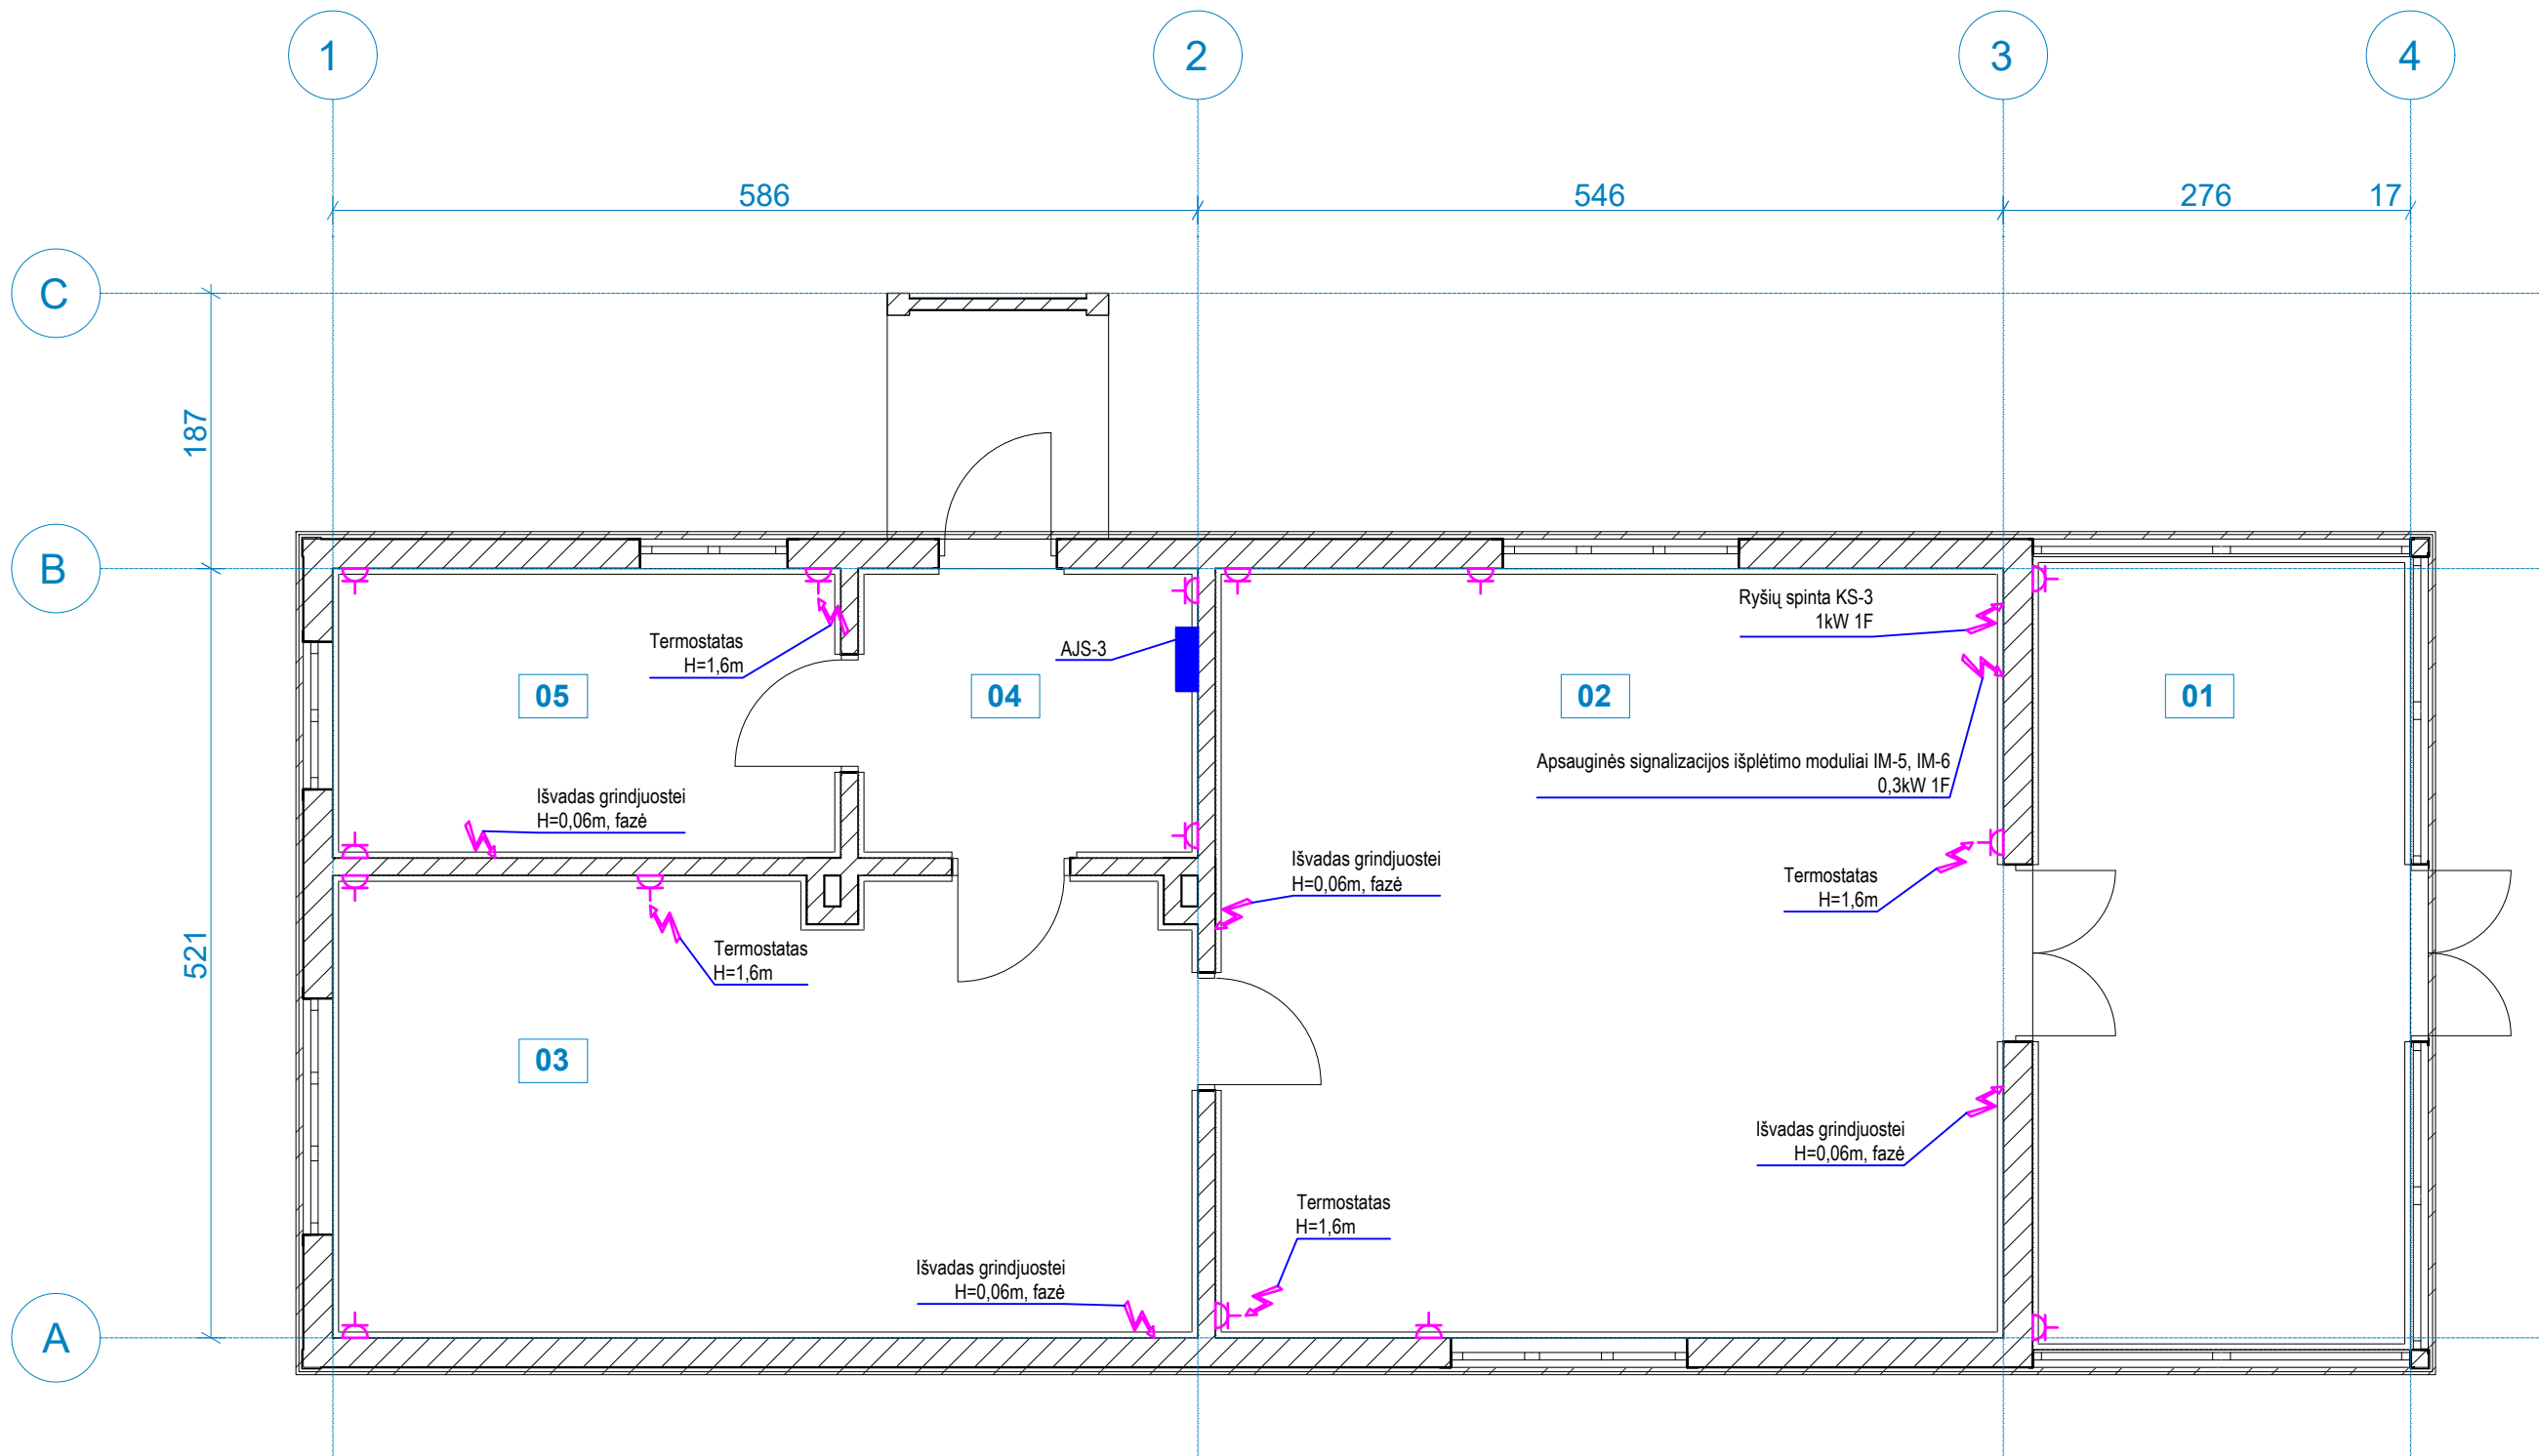 1
2
3
4
586
546
276
17
C
187
B
Ryšių spinta KS-3
1kW 1F
Termostatas
H=1,6m
AJS-3
05
04
02
01
Apsauginės signalizacijos išplėtimo moduliai IM-5, IM-6
0,3kW 1F
Išvadas grindjuostei
H=0,06m, fazė
Išvadas grindjuostei
H=0,06m, fazė
Termostatas
H=1,6m
521
Termostatas
H=1,6m
03
Išvadas grindjuostei
H=0,06m, fazė
Termostatas
H=1,6m
Išvadas grindjuostei
H=0,06m, fazė
A